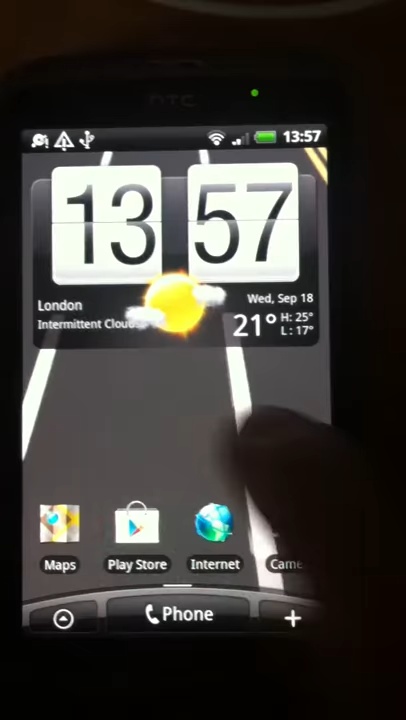 hTC
13:57
13 57
London
Intermittent Clouds
Wed, Sep 18
21° H: 25°
L: 17°
Maps
Play Store
Internet
Came
Phone